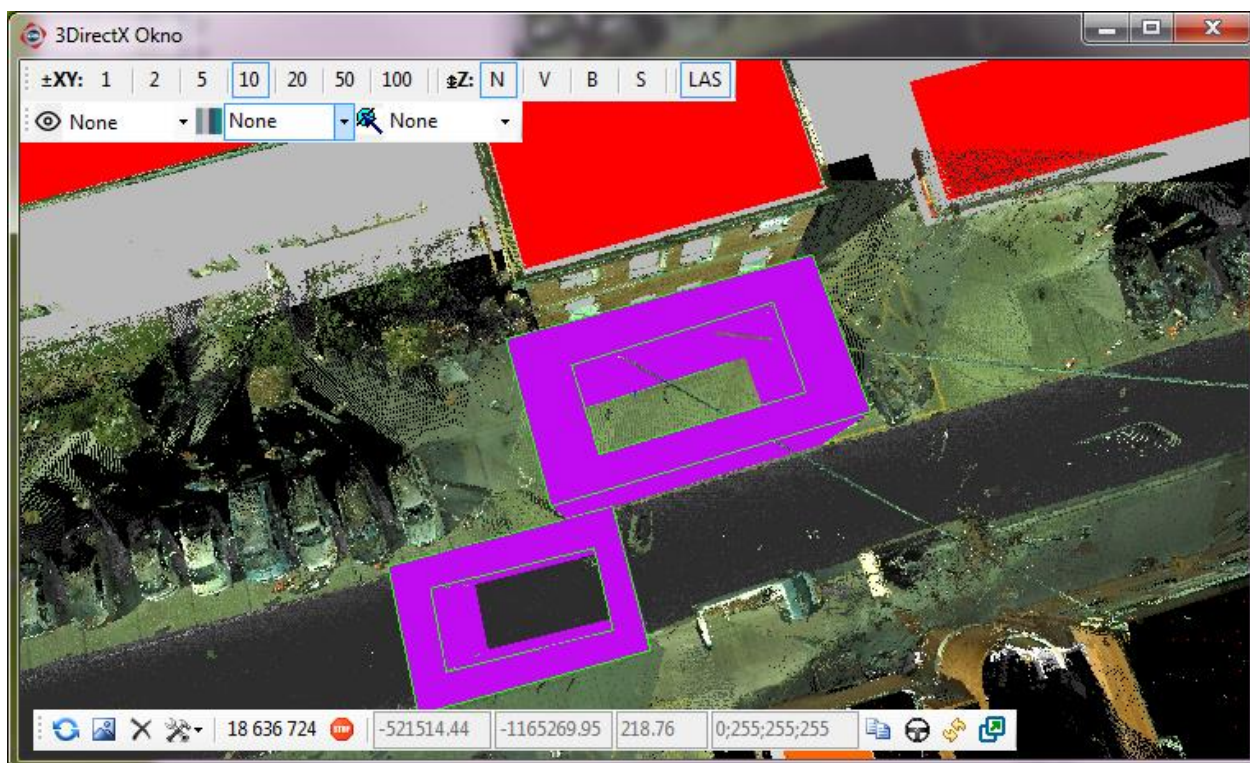 3DirectX Okno
±XY: 1 2 5 10 20 50 100 ±Z: N V B S LAS
None None None
18 636 724 STOP -521514.44 -1165269.95 218.76 0;255;255;255